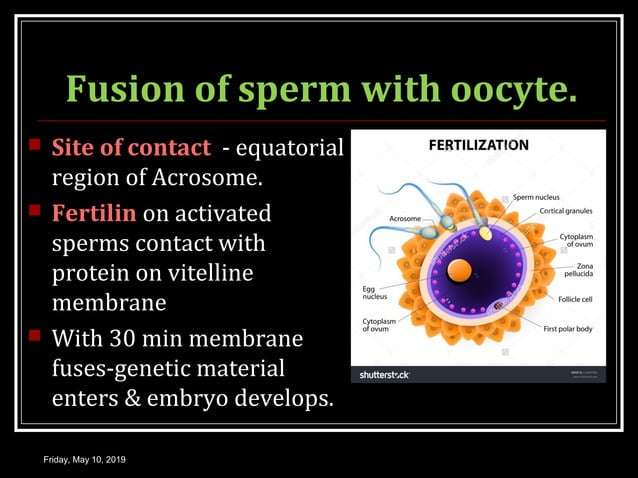 Fusion of sperm with oocyte.
Site of contact - equatorial
region of Acrosome.
Fertilin on activated
sperms contact with
protein on vitelline
membrane
With 30 min membrane
fuses-genetic material
enters & embryo develops.
FERTILIZATION
Sperm nucleus
Cortical granules
Acrosome
Cytoplasm
of ovum
Zona
pellucida
Egg
nucleus
Follicle cell
Cytoplasm
of ovum
First polar body
shutterstock
Friday, May 10, 2019